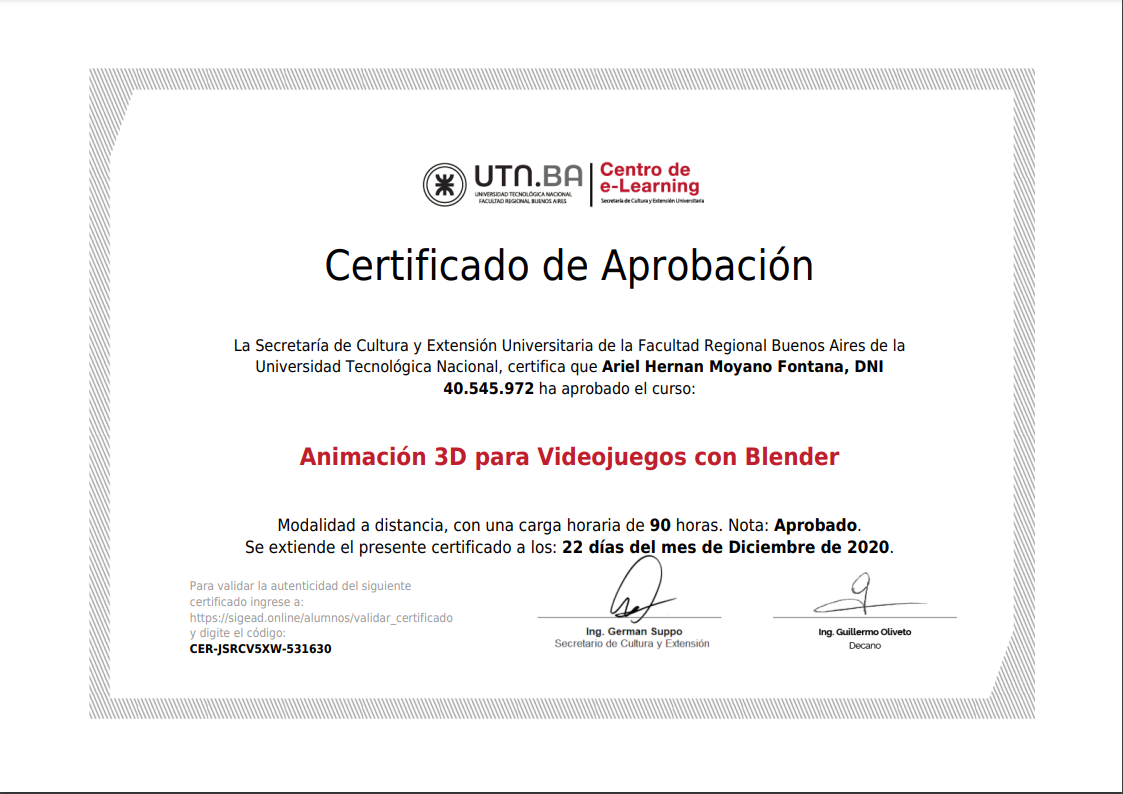 UTN.BA
UNIVERSIDAD TECNOLÓGICA NACIONAL
FACULTAD REGIONAL BUENOS AIRES
Centro de
e-Learning
Secretaría de Cultura y Extensión Universitaria
Certificado de Aprobación
La Secretaría de Cultura y Extensión Universitaria de la Facultad Regional Buenos Aires de la
Universidad Tecnológica Nacional, certifica que Ariel Hernan Moyano Fontana, DNI
40.545.972 ha aprobado el curso:
Animación 3D para Videojuegos con Blender
Modalidad a distancia, con una carga horaria de 90 horas. Nota: Aprobado.
Se extiende el presente certificado a los: 22 días del mes de Diciembre de 2020.
Para validar la autenticidad del siguiente
certificado ingrese a:
https://sigead.online/alumnos/validar_certificado
y digite el código:
CER-JSRCV5XW-531630
Ing. German Suppo
Secretario de Cultura y Extensión
Ing. Guillermo Oliveto
Decano